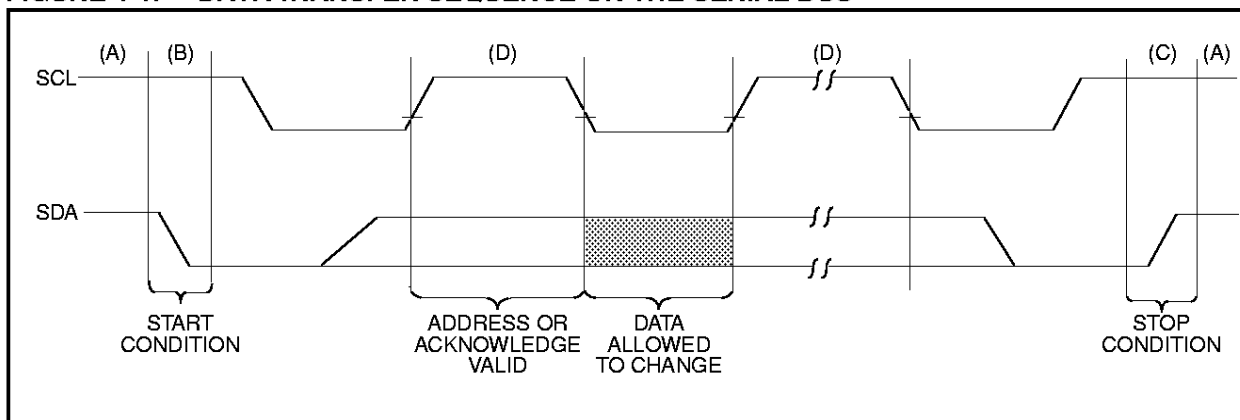 (A) (B) (D) (D) (C) (A)
SCL
SDA
START
CONDITION
ADDRESS OR
ACKNOWLEDGE
VALID
DATA
ALLOWED
TO CHANGE
STOP
CONDITION